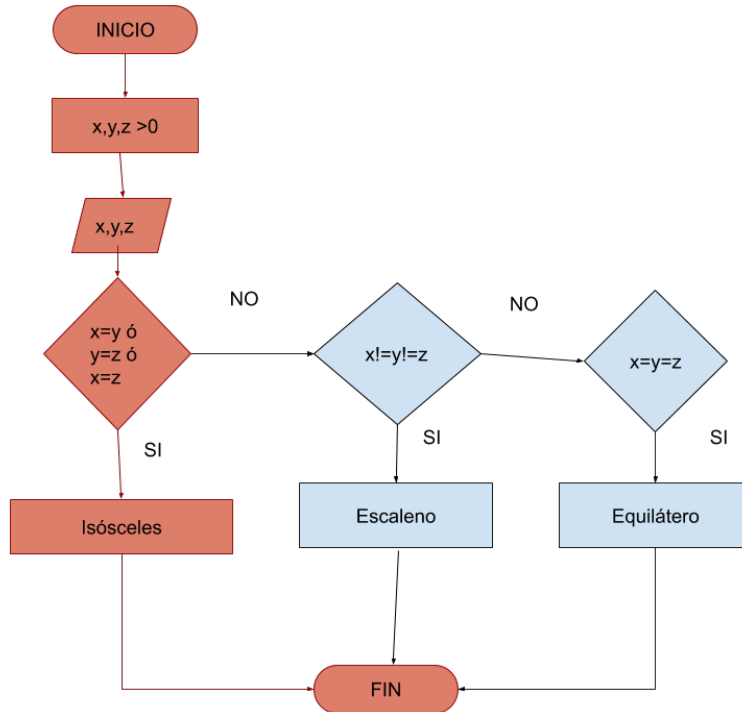 INICIO
x,y,z >0
x,y,z
NO
NO
x=y ó
y=z ó
x=z
x!=y!=z
x=y=z
SI
SI
SI
Isósceles
Escaleno
Equilátero
FIN